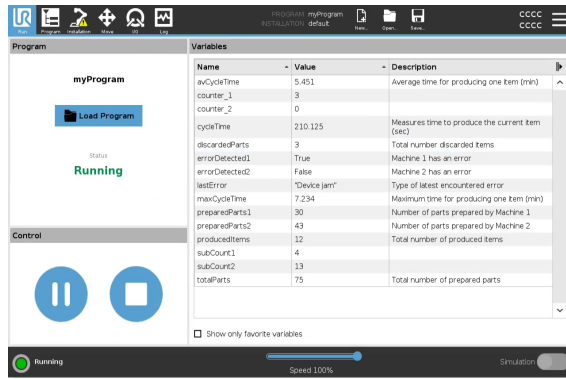 UR
Run
Program
Installation
Move
I/O
Log
PROGRAM myProgram
INSTALLATION default
New...
Open...
Save...
CCCC
CCCC
Program
myProgram
Load Program
Status
Running
Control
Variables
Name Value Description
avCycleTime 5.451 Average time for producing one item (min)
counter_1 3
counter_2 0
cycleTime 210.125 Measures time to produce the current item
(sec)
discardedParts 3 Total number discarded items
errorDetected1 True Machine 1 has an error
errorDetected2 False Machine 2 has an error
lastError "Device jam" Type of latest encountered error
maxCycleTime 7.234 Maximum time for producing one item (min)
preparedParts1 30 Number of parts prepared by Machine 1
preparedParts2 43 Number of parts prepared by Machine 2
producedItems 12 Total number of produced items
subCount1 4
subCount2 13
totalParts 75 Total number of prepared parts
Show only favorite variables
Running
Speed 100%
Simulation